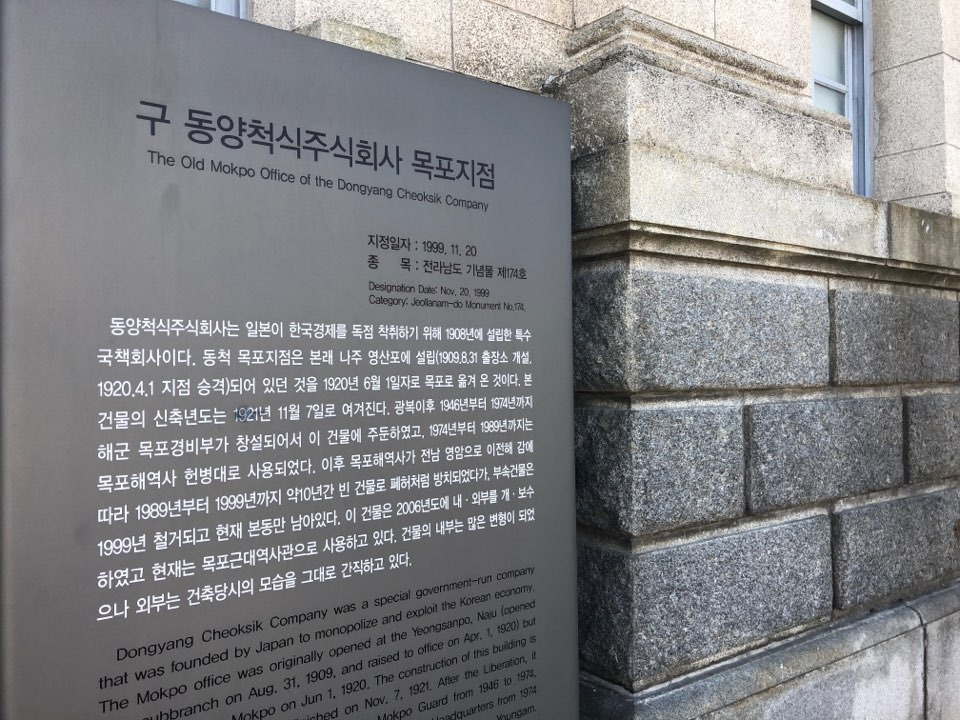 구 동양척식주식회사 목포지점
The Old Mokpo Office of the Dongyang Cheoksik Company
지정일자 : 1999. 11. 20
종 목 : 전라남도 기념물 제174호
Designation Date: Nov. 20, 1999
Category: Jeollanam-do Monument No.174.
동양척식주식회사는 일본이 한국경제를 독점 착취하기 위해 1908년에 설립한 특수
국책회사이다. 동척 목포지점은 본래 나주 영산포에 설립(1909.8.31 출장소 개설,
1920.4.1 지점 승격)되어 있던 것을 1920년 6월 1일자로 목포로 옮겨 온 것이다. 본
건물의 신축년도는 1921년 11월 7일로 여겨진다. 광복이후 1946년부터 1974년까지
해군 목포경비부가 창설되어서 이 건물에 주둔하였고, 1974년부터 1989년까지는
목포해역사 헌병대로 사용되었다. 이후 목포해역사가 전남 영암으로 이전해 감에
따라 1989년부터 1999년까지 약10년간 빈 건물로 폐허처럼 방치되었다가, 부속건물은
1999년 철거되고 현재 본동만 남아있다. 이 건물은 2006년도에 내 · 외부를 개 · 보수
하였고 현재는 목포근대역사관으로 사용하고 있다. 건물의 내부는 많은 변형이 되었
으나 외부는 건축당시의 모습을 그대로 간직하고 있다.
Dongyang Cheoksik Company was a special government-run company
that was founded by Japan to monopolize and exploit the Korean economy.
The Mokpo office was originally opened at the Yeongsanpo, Naju (opened
subbranch on Aug. 31, 1909, and raised to office on Apr. 1, 1920) but
Mokpo on Jun 1, 1920. The construction of this building is
on Nov. 7, 1921. After the Liberation, it
Mokpo Guard from 1946 to 1974,
Headquarters from 1974
Youngam,